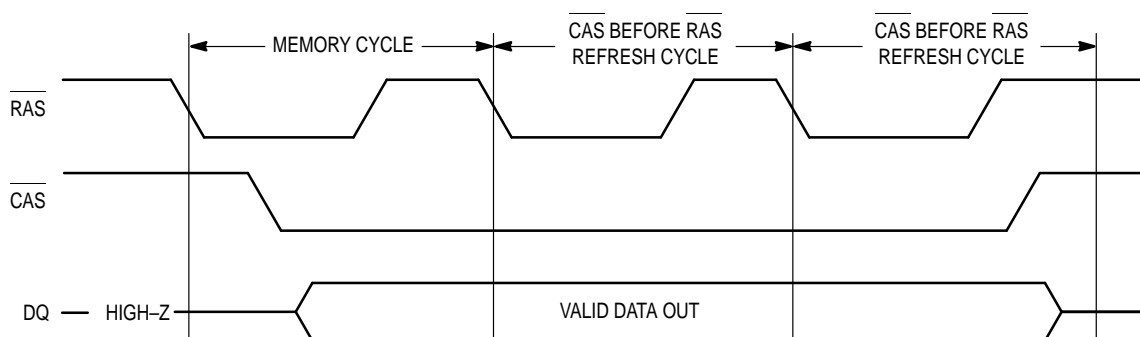 MEMORY CYCLE
CAS BEFORE RAS
REFRESH CYCLE
CAS BEFORE RAS
REFRESH CYCLE
RAS
CAS
DQ
HIGH–Z
VALID DATA OUT